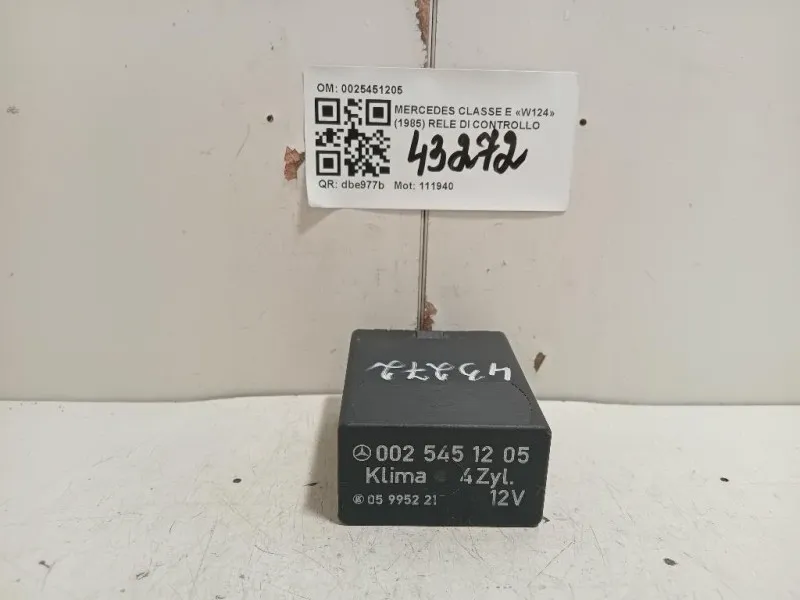 OM: 0025451205
MERCEDES CLASSE E «W124»
(1985) RELE DI CONTROLLO
43272
QR: dbe977b Mot: 111940
43272
002 545 12 05
Klima 4Zyl.
05 9952 21 12V